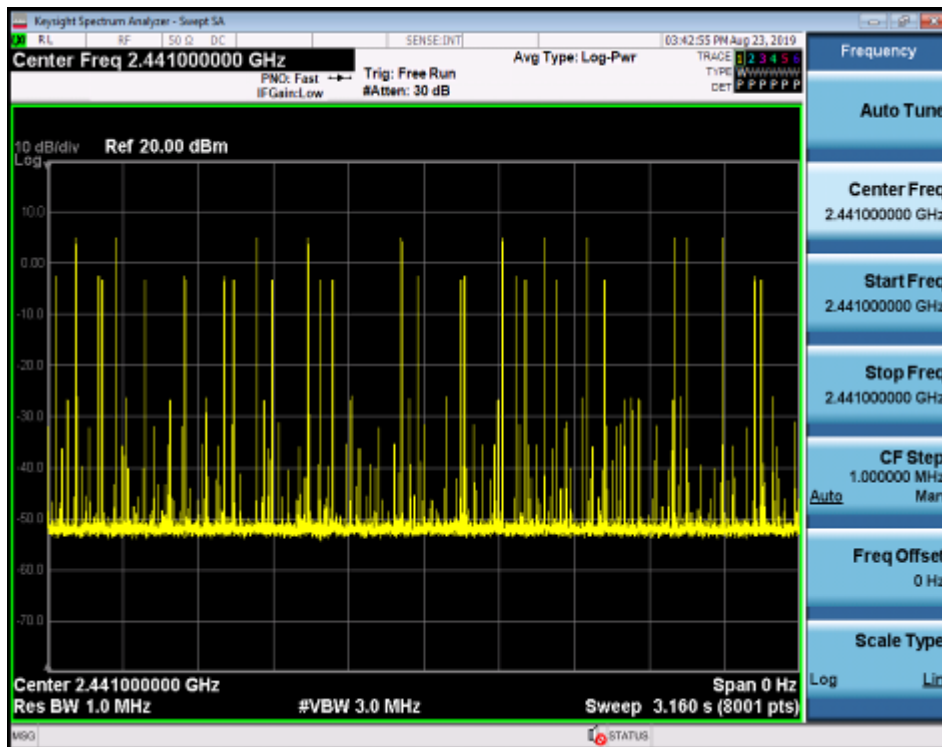 Keysight Spectrum Analyzer - Swept SA
RL RF 50 Ω DC SENSE:INT 03:42:55 PM Aug 23, 2019
Center Freq 2.441000000 GHz
Avg Type: Log-Pwr
TRACE 1 2 3 4 5 6
PNO: Fast
Trig: Free Run
TYPE
IFGain:Low
#Atten: 30 dB
DET P P P P P P
10 dB/div Ref 20.00 dBm
Log
10.0
0.00
-10.0
-20.0
-30.0
-40.0
-50.0
-60.0
-70.0
Center 2.441000000 GHz Span 0 Hz
Res BW 1.0 MHz #VBW 3.0 MHz Sweep 3.160 s (8001 pts)
MSG STATUS
Frequency
Auto Tune
Center Freq
2.441000000 GHz
Start Freq
2.441000000 GHz
Stop Freq
2.441000000 GHz
CF Step
1.000000 MHz
Auto Man
Freq Offset
0 Hz
Scale Type
Log Lin